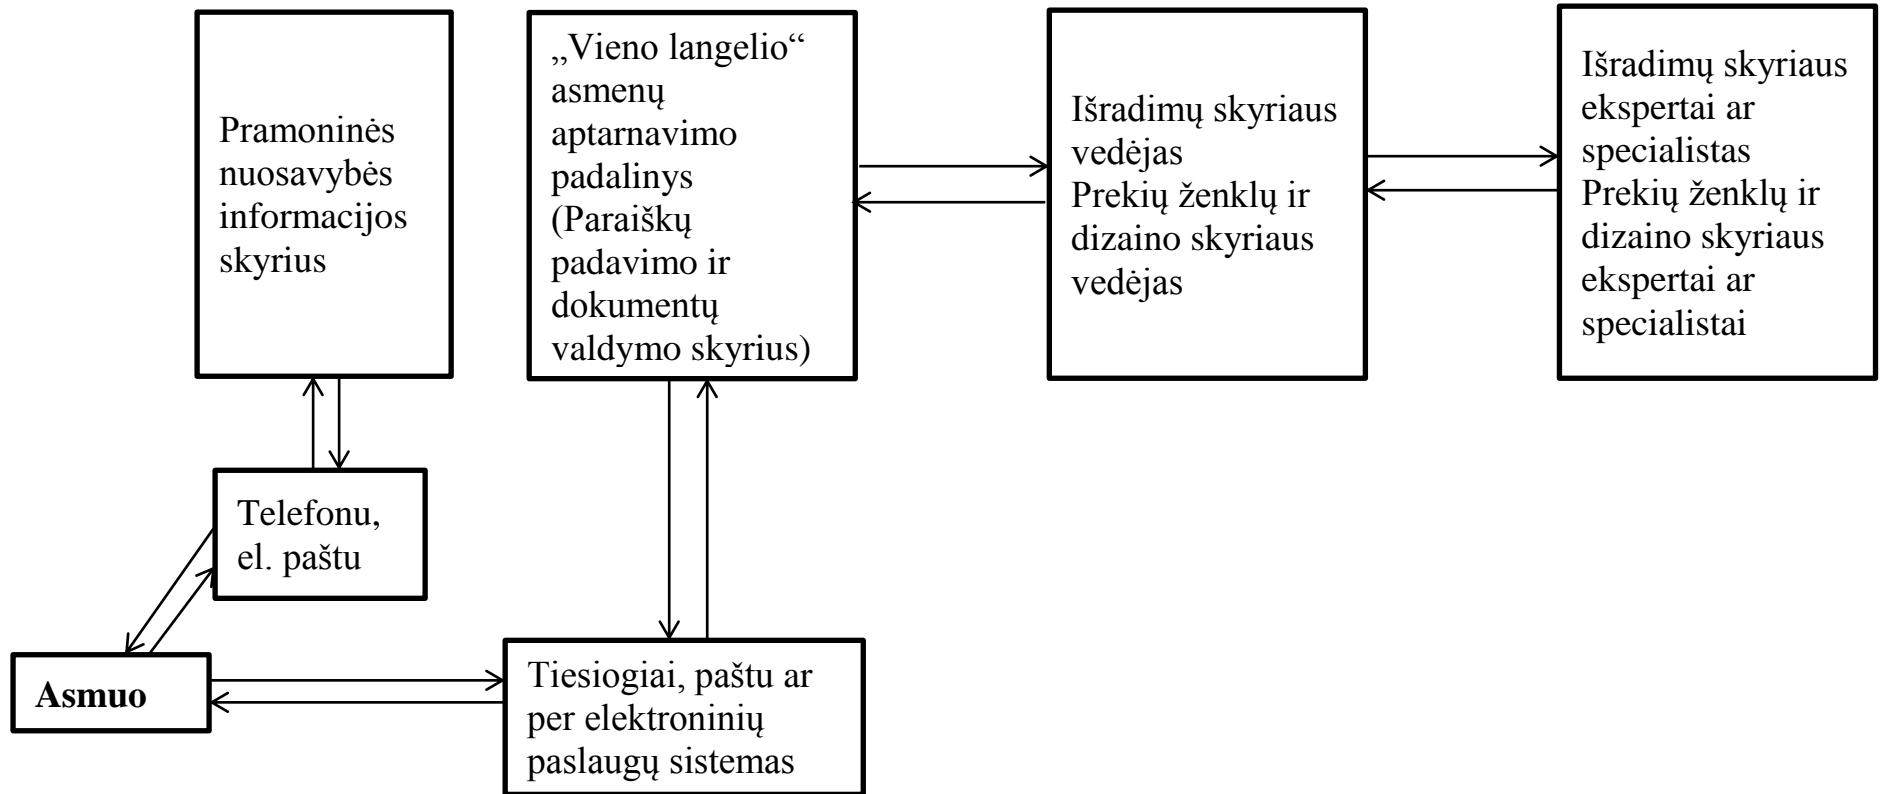 Pramoninės
nuosavybės
informacijos
skyrius
„Vieno langelio“
asmenų
aptarnavimo
padalinys
(Paraiškų
padavimo ir
dokumentų
valdymo skyrius)
Išradimų skyriaus
vedėjas
Prekių ženklų ir
dizaino skyriaus
vedėjas
Išradimų skyriaus
ekspertai ar
specialistas
Prekių ženklų ir
dizaino skyriaus
ekspertai ar
specialistai
Telefonu,
el. paštu
Asmuo
Tiesiogiai, paštu ar
per elektroninių
paslaugų sistemas